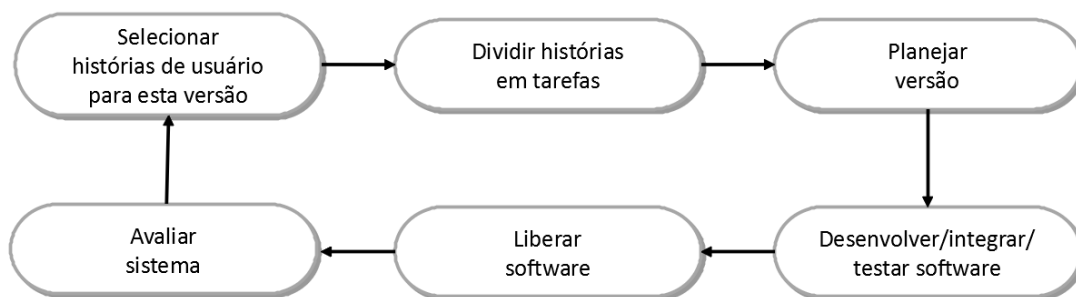 Selecionar
histórias de usuário
para esta versão
Dividir histórias
em tarefas
Planejar
versão
Desenvolver/integrar/
testar software
Liberar
software
Avaliar
sistema